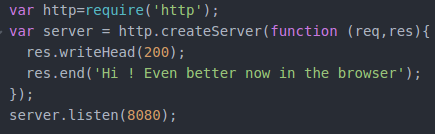 var http=require('http');
var server = http.createServer(function (req,res){
  res.writeHead(200);
  res.end('Hi ! Even better now in the browser');
});
server.listen(8080);